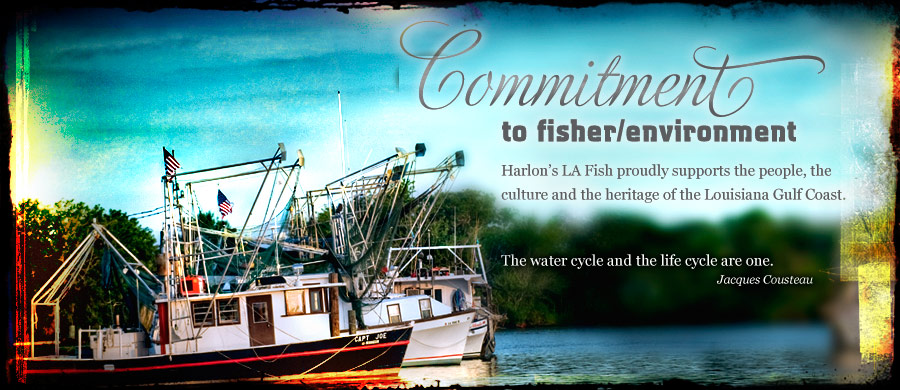 Commitment
to fisher/environment
Harlon's LA Fish proudly supports the people, the
culture and the heritage of the Louisiana Gulf Coast.
The water cycle and the life cycle are one.
Jacques Cousteau
CAPT JOE